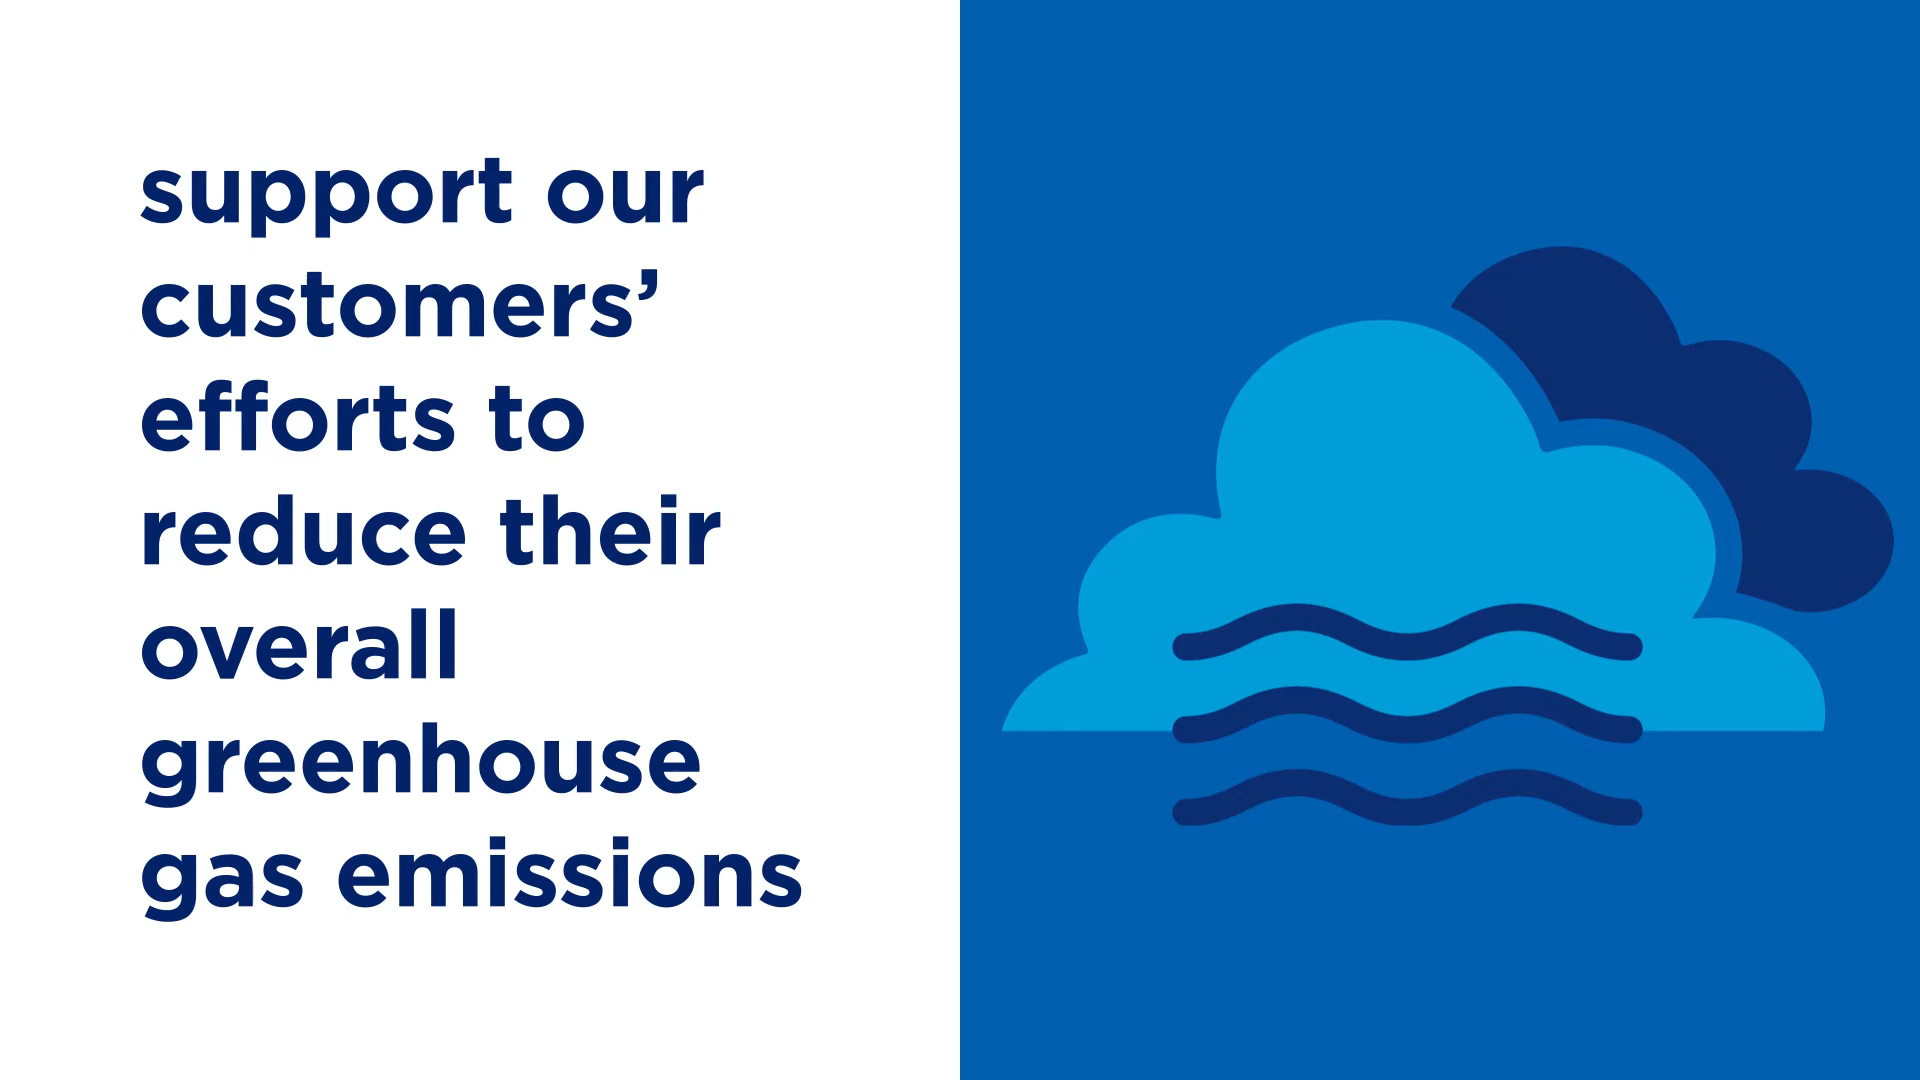 support our
customers’
efforts to
reduce their
overall
greenhouse
gas emissions